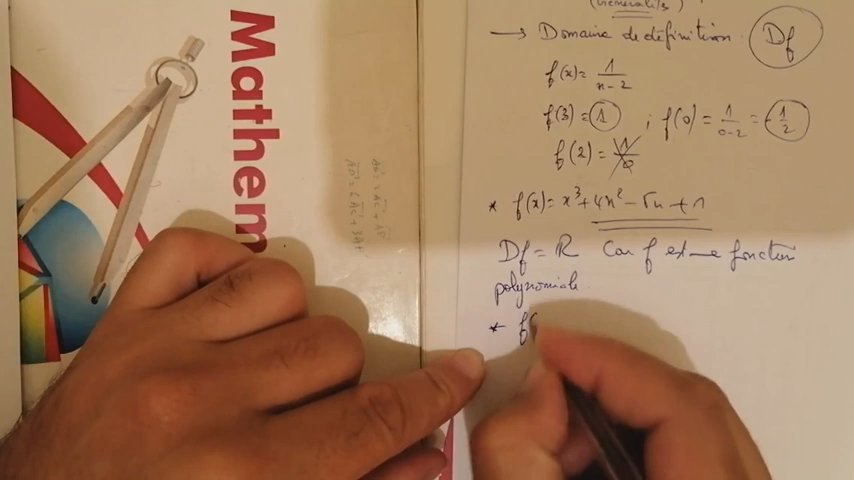 Mathem
(Généralités)
→ Domaine de définition. Df
f(x) = 1/x-2
f(3) = 1 ; f(0) = 1/0-2 = -1/2
f(2) = 1/0
* f(x) = x³ + 4x² - 5x + 1
Df = ℝ Car f est une fonction
polynomiale.
* f(